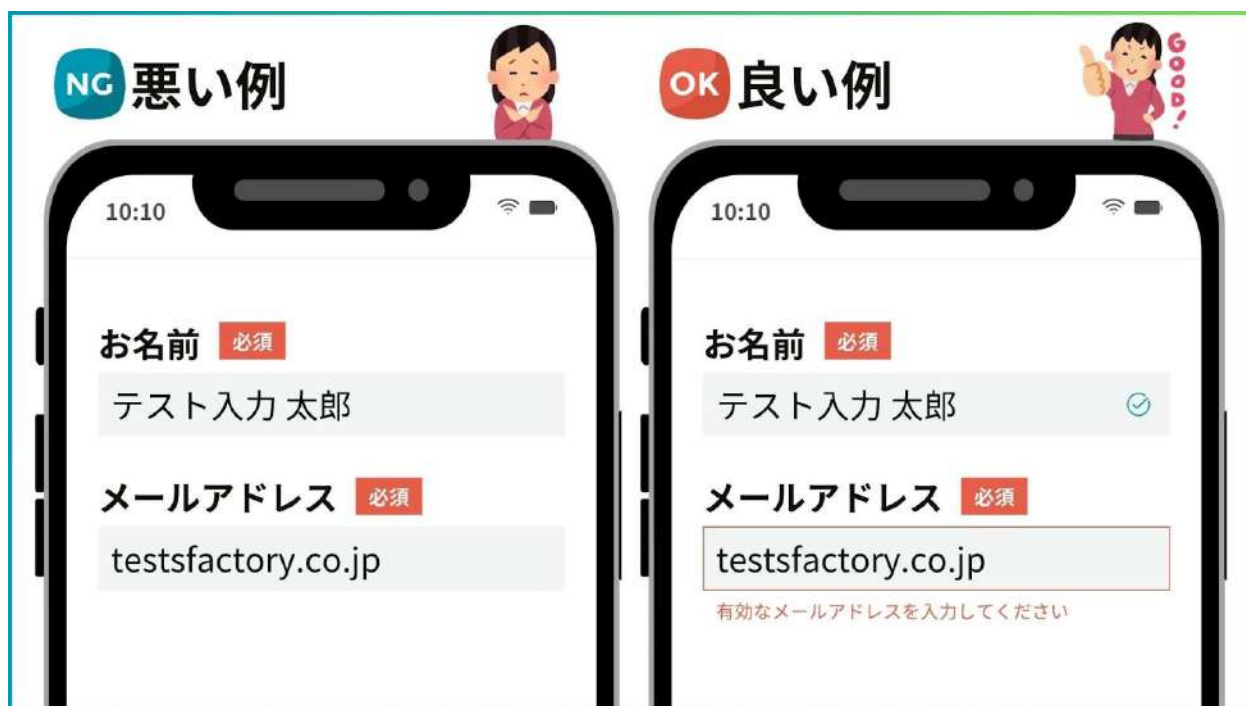 NG 悪い例
10:10
お名前 必須
テスト入力 太郎
メールアドレス 必須
testsfactory.co.jp
OK 良い例
GOOD!
10:10
お名前 必須
テスト入力 太郎
メールアドレス 必須
testsfactory.co.jp
有効なメールアドレスを入力してください